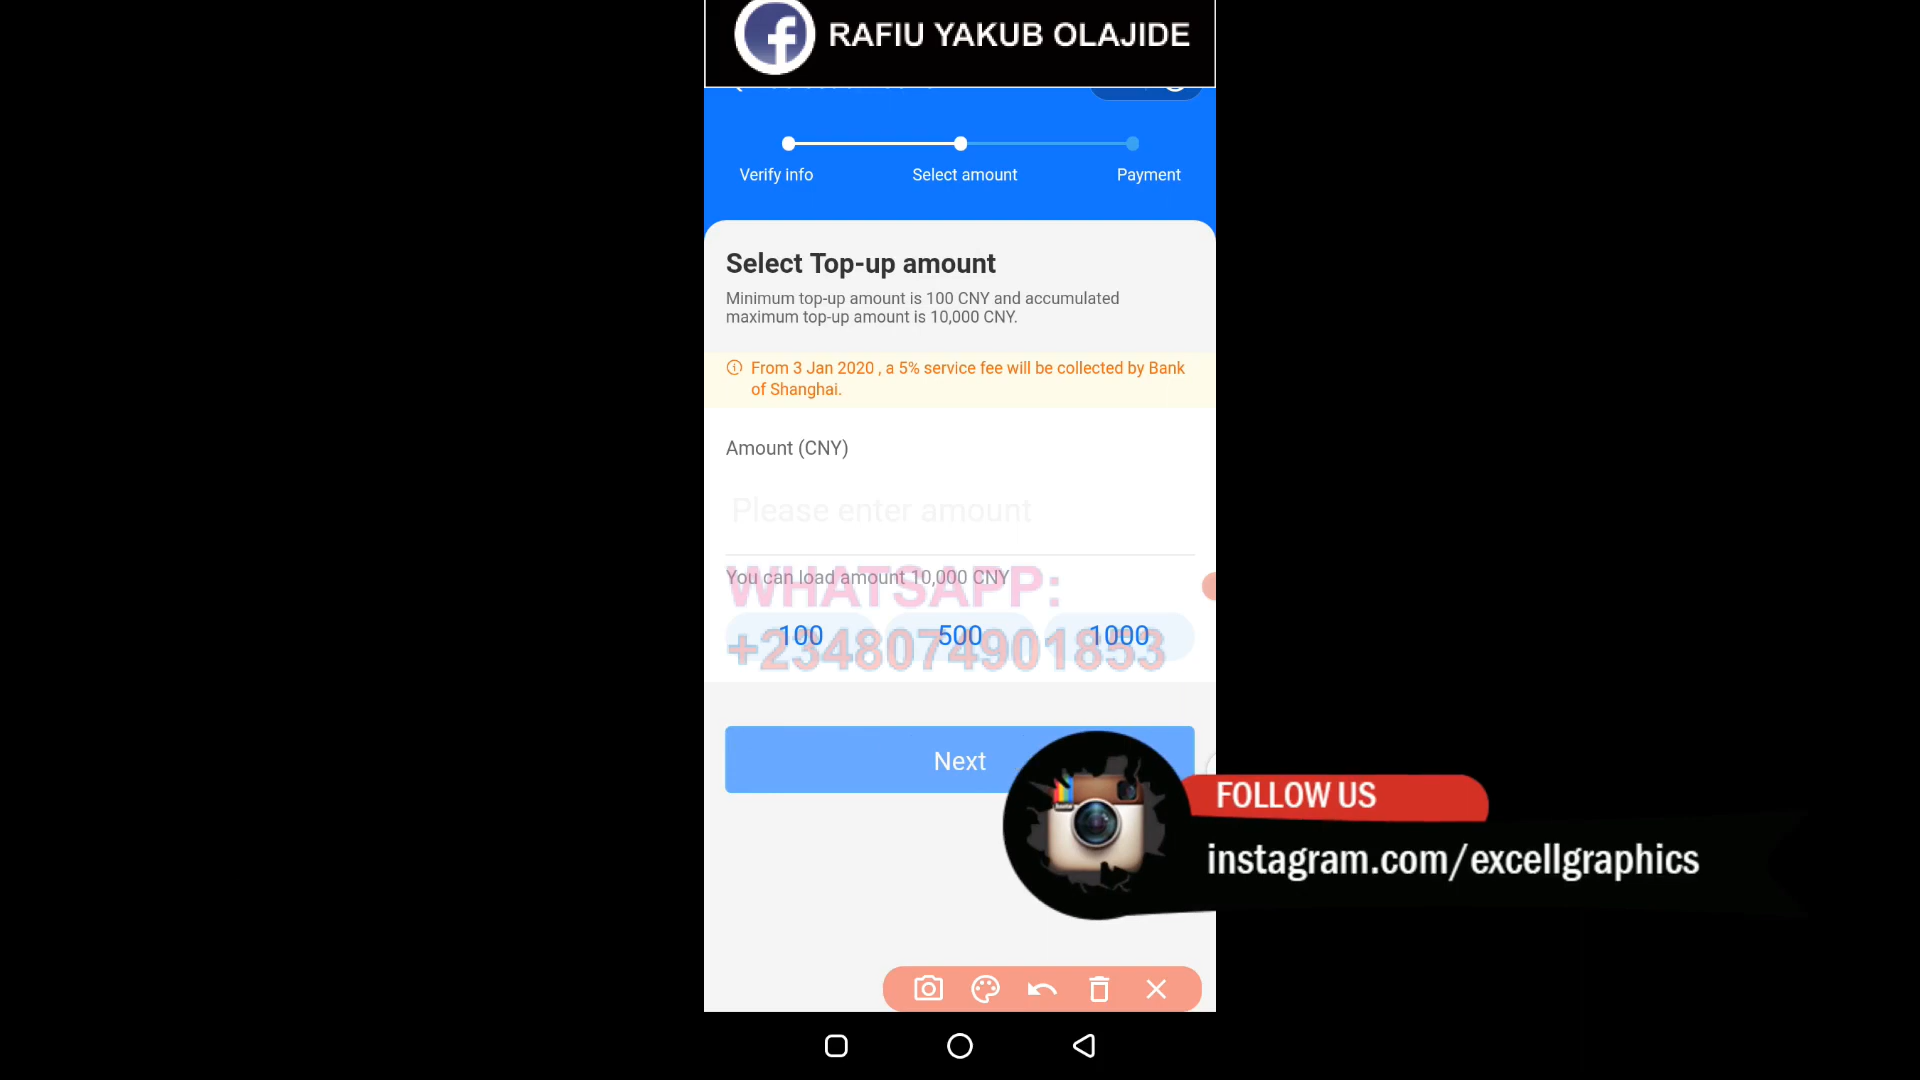 RAFIU YAKUB OLAJIDE
Verify info
Select amount
Payment
Select Top-up amount
Minimum top-up amount is 100 CNY and accumulated
maximum top-up amount is 10,000 CNY.
From 3 Jan 2020 , a 5% service fee will be collected by Bank
of Shanghai.
Amount (CNY)
Please enter amount
You can load amount 10,000 CNY
WHATSAPP:
100
500
1000
+2348074901853
Next
FOLLOW US
instagram.com/excellgraphics